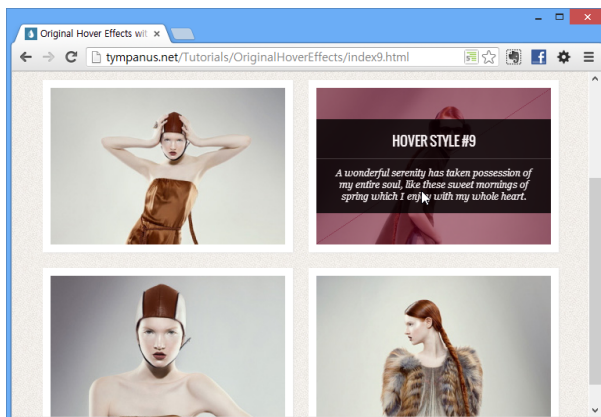 Original Hover Effects wit
tympanus.net/Tutorials/OriginalHoverEffects/index9.html
HOVER STYLE #9
A wonderful serenity has taken possession of
my entire soul, like these sweet mornings of
spring which I enjoy with my whole heart.